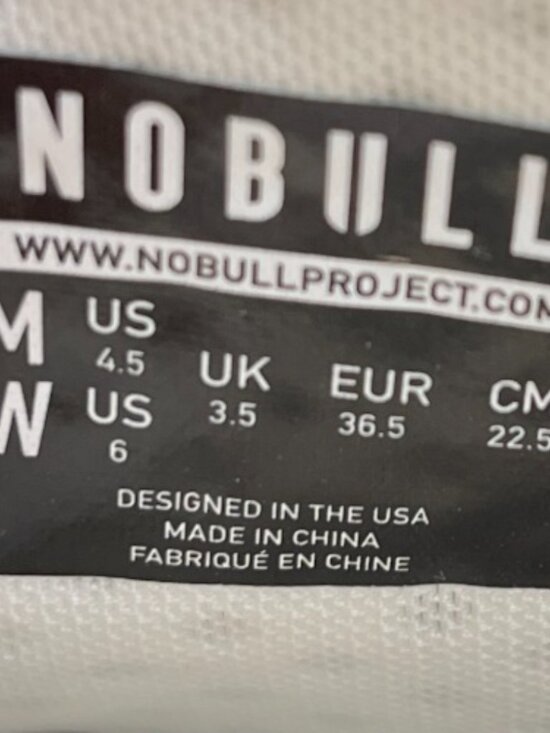 NOBULL
WWW.NOBULLPROJECT.COM
M US 4.5
W US 6
UK 3.5
EUR 36.5
CM 22.5
DESIGNED IN THE USA
MADE IN CHINA
FABRIQUÉ EN CHINE